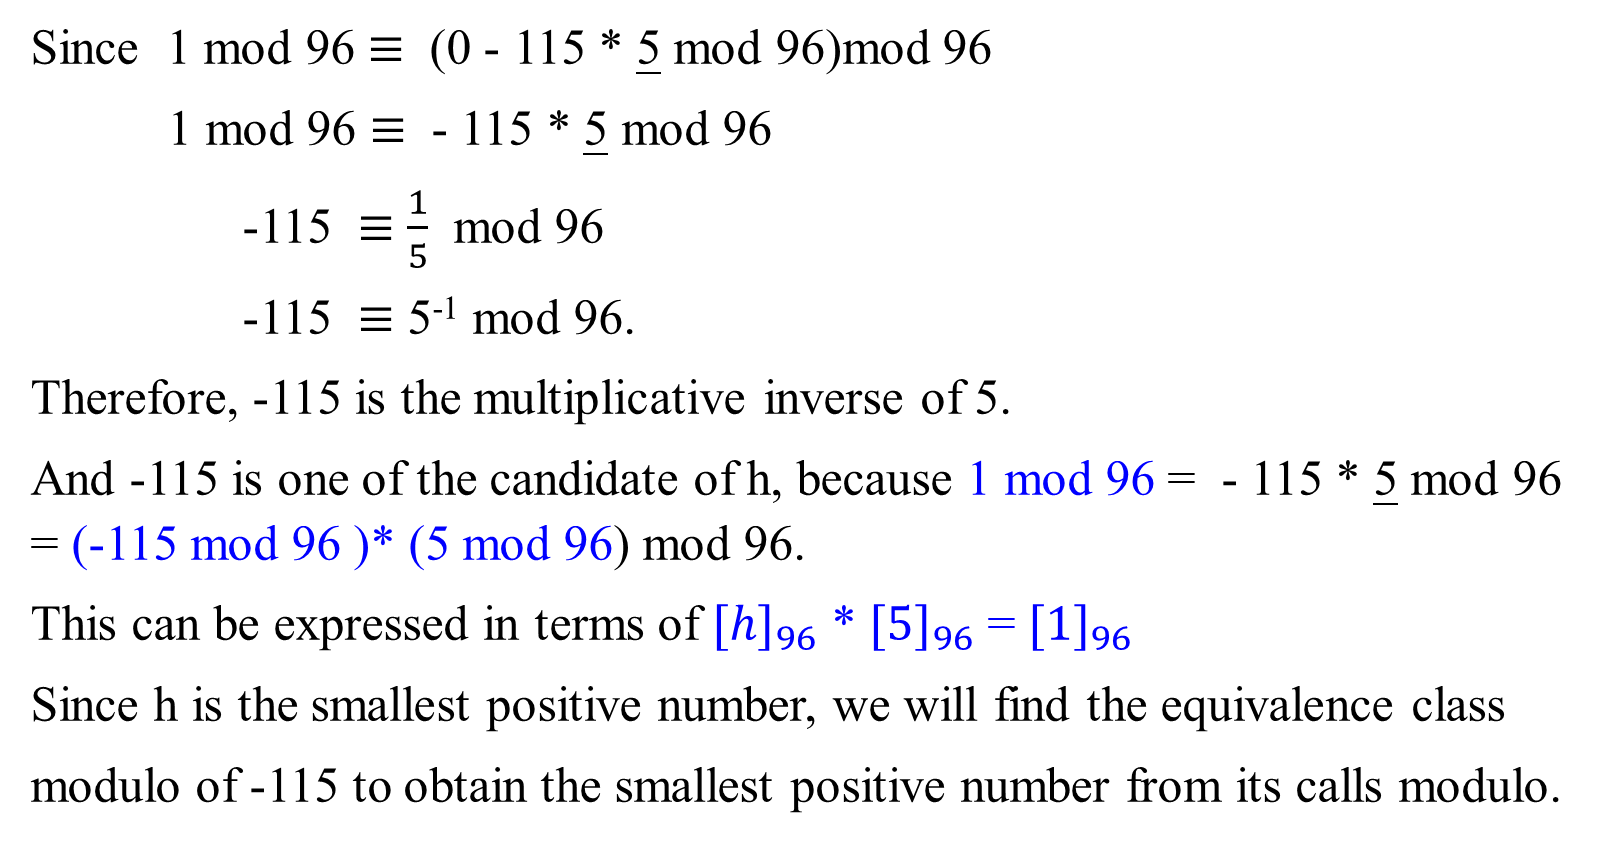 Since 1 mod 96 ≡ (0 - 115 * 5 mod 96)mod 96
1 mod 96 ≡ - 115 * 5 mod 96
-115 ≡ 1/5 mod 96
-115 ≡ 5⁻¹ mod 96.
Therefore, -115 is the multiplicative inverse of 5.
And -115 is one of the candidate of h, because 1 mod 96 = - 115 * 5 mod 96
= (-115 mod 96 )* (5 mod 96) mod 96.
This can be expressed in terms of [h]₉₆ * [5]₉₆ = [1]₉₆
Since h is the smallest positive number, we will find the equivalence class
modulo of -115 to obtain the smallest positive number from its calls modulo.